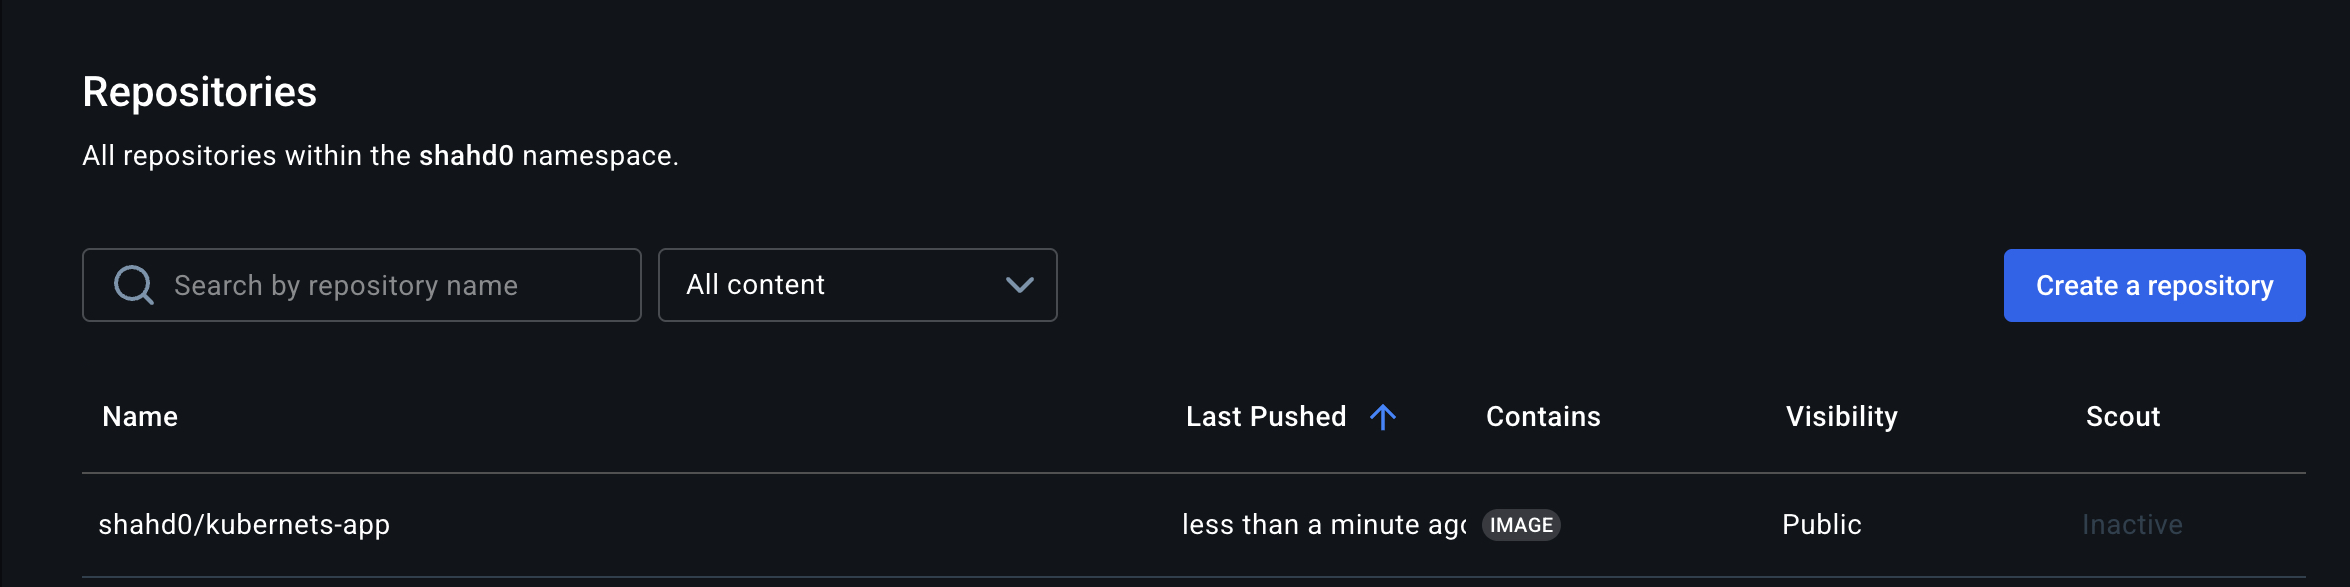 Repositories
All repositories within the shahd0 namespace.
Search by repository name
All content
Create a repository
Name Last Pushed Contains Visibility Scout
shahd0/kubernets-app less than a minute ago IMAGE Public Inactive